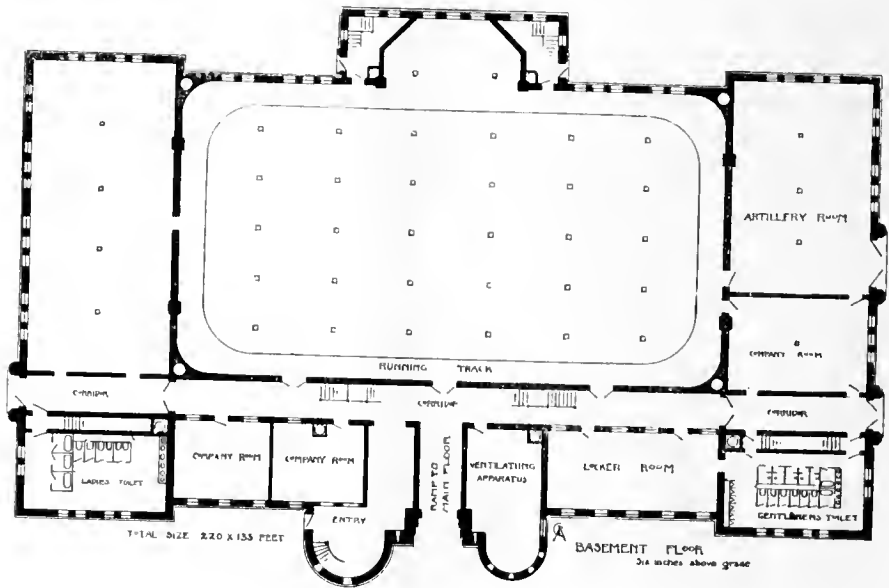 ARTILLERY ROOM
COMPANY ROOM
RUNNING TRACK
CORRIDOR
CORRIDOR
CORRIDOR
COMPANY ROOM
COMPANY ROOM
RAMP TO
MAIN FLOOR
VENTILATING
APPARATUS
LOCKER ROOM
LADIES TOILET
GENTLEMENS TOILET
ENTRY
TOTAL SIZE 220 X 135 FEET
BASEMENT FLOOR
Six inches above grade